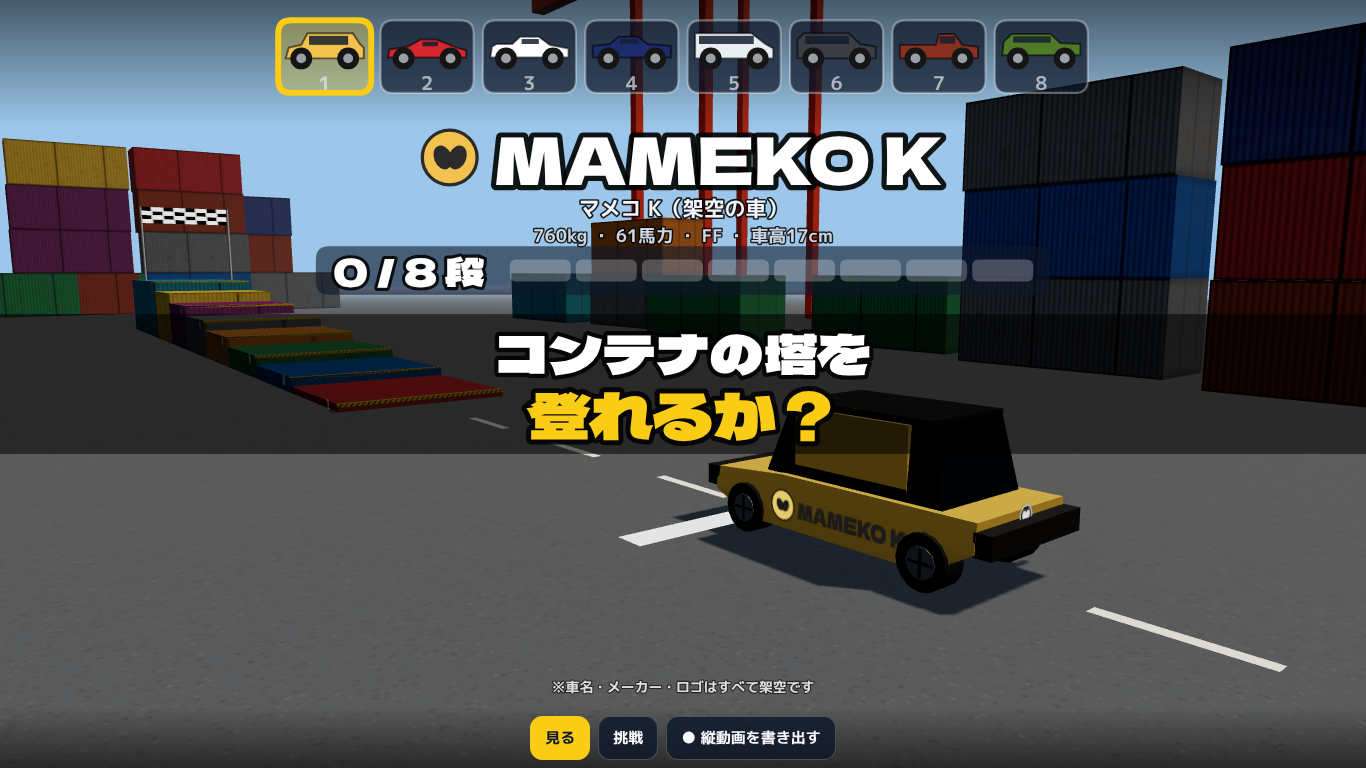 1 2 3 4 5 6 7 8
MAMEKO K
マメコ K（架空の車）
760kg ・ 61馬力 ・ FF ・ 車高17cm
0 / 8 段
コンテナの塔を
登れるか？
MAMEKO K
※車名・メーカー・ロゴはすべて架空です
見る 挑戦 ● 縦動画を書き出す